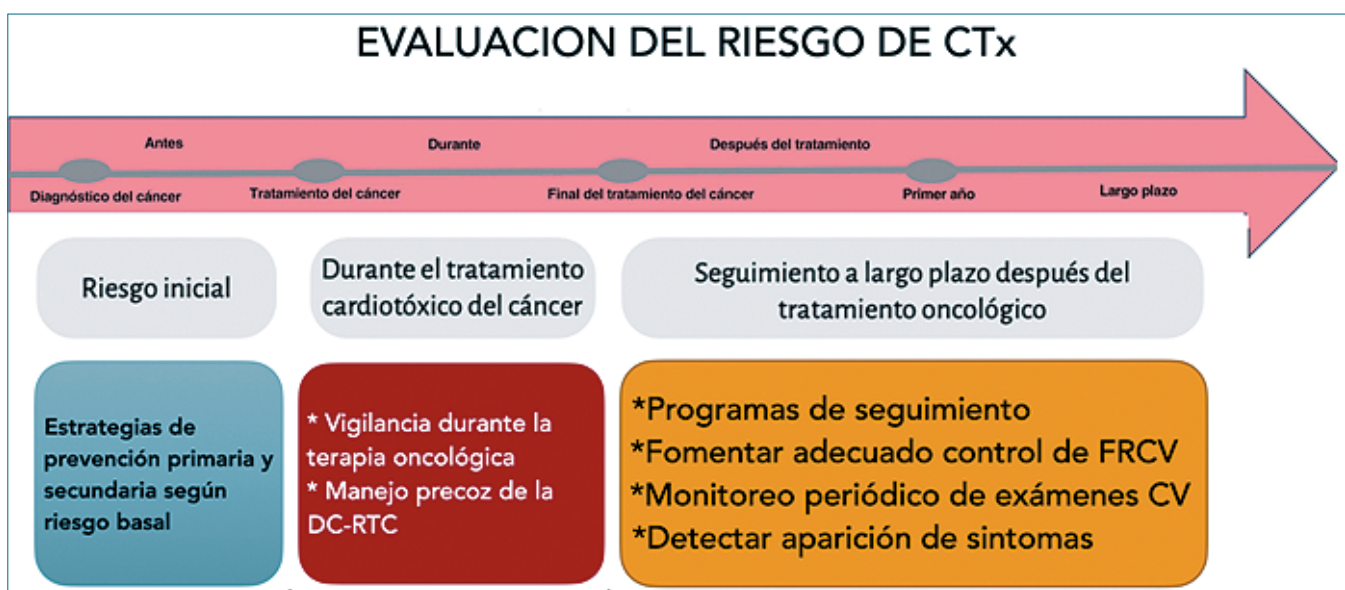 EVALUACION DEL RIESGO DE CTx
Antes
Durante
Después del tratamiento
Diagnóstico del cáncer
Tratamiento del cáncer
Final del tratamiento del cáncer
Primer año
Largo plazo
Riesgo inicial
Durante el tratamiento
cardiotóxico del cáncer
Seguimiento a largo plazo después del
tratamiento oncológico
Estrategias de
prevención primaria y
secundaria según
riesgo basal
* Vigilancia durante la
terapia oncológica
* Manejo precoz de la
DC-RTC
*Programas de seguimiento
*Fomentar adecuado control de FRCV
*Monitoreo periódico de exámenes CV
*Detectar aparición de sintomas